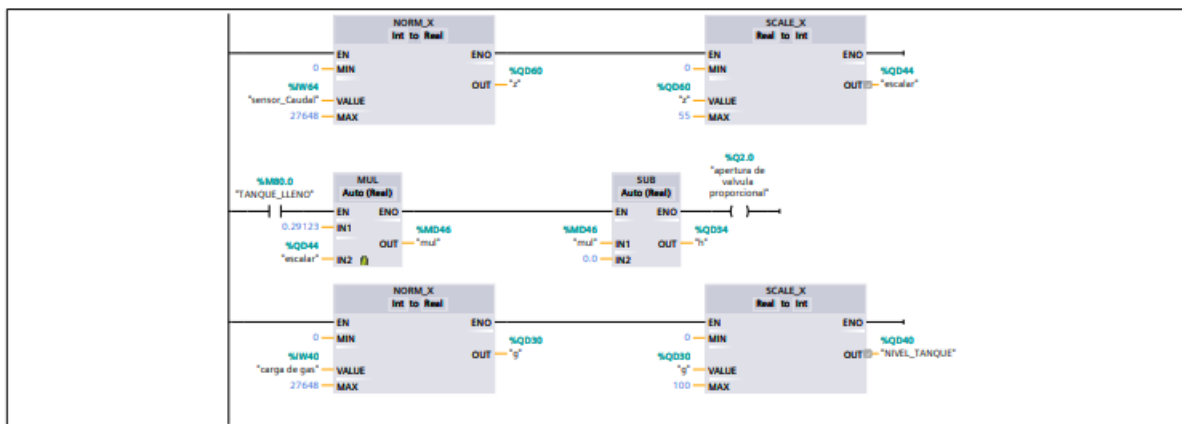 NORM_X
Int to Real
SCALE_X
Real to Int
EN ENO
EN ENO
0 MIN
%QD60
0 MIN
%QD44
%IW64
OUT "z"
%QD60
OUT "escalar"
"sensor_Caudal" VALUE
"z" VALUE
27648 MAX
55 MAX
%Q2.0
"apertura de
valvula
proporcional"
%M80.0
"TANQUE_LLENO"
MUL
Auto (Real)
SUB
Auto (Real)
EN ENO
EN ENO
0.29123 IN1
%MD46
%MD46
%QD34
%QD44
OUT "mul"
"mul" IN1
OUT "h"
"escalar" IN2
0.0 IN2
NORM_X
Int to Real
SCALE_X
Real to Int
EN ENO
EN ENO
0 MIN
%QD30
0 MIN
%QD40
%IW40
OUT "g"
%QD30
OUT "NIVEL_TANQUE"
"carga de gas" VALUE
"g" VALUE
27648 MAX
100 MAX